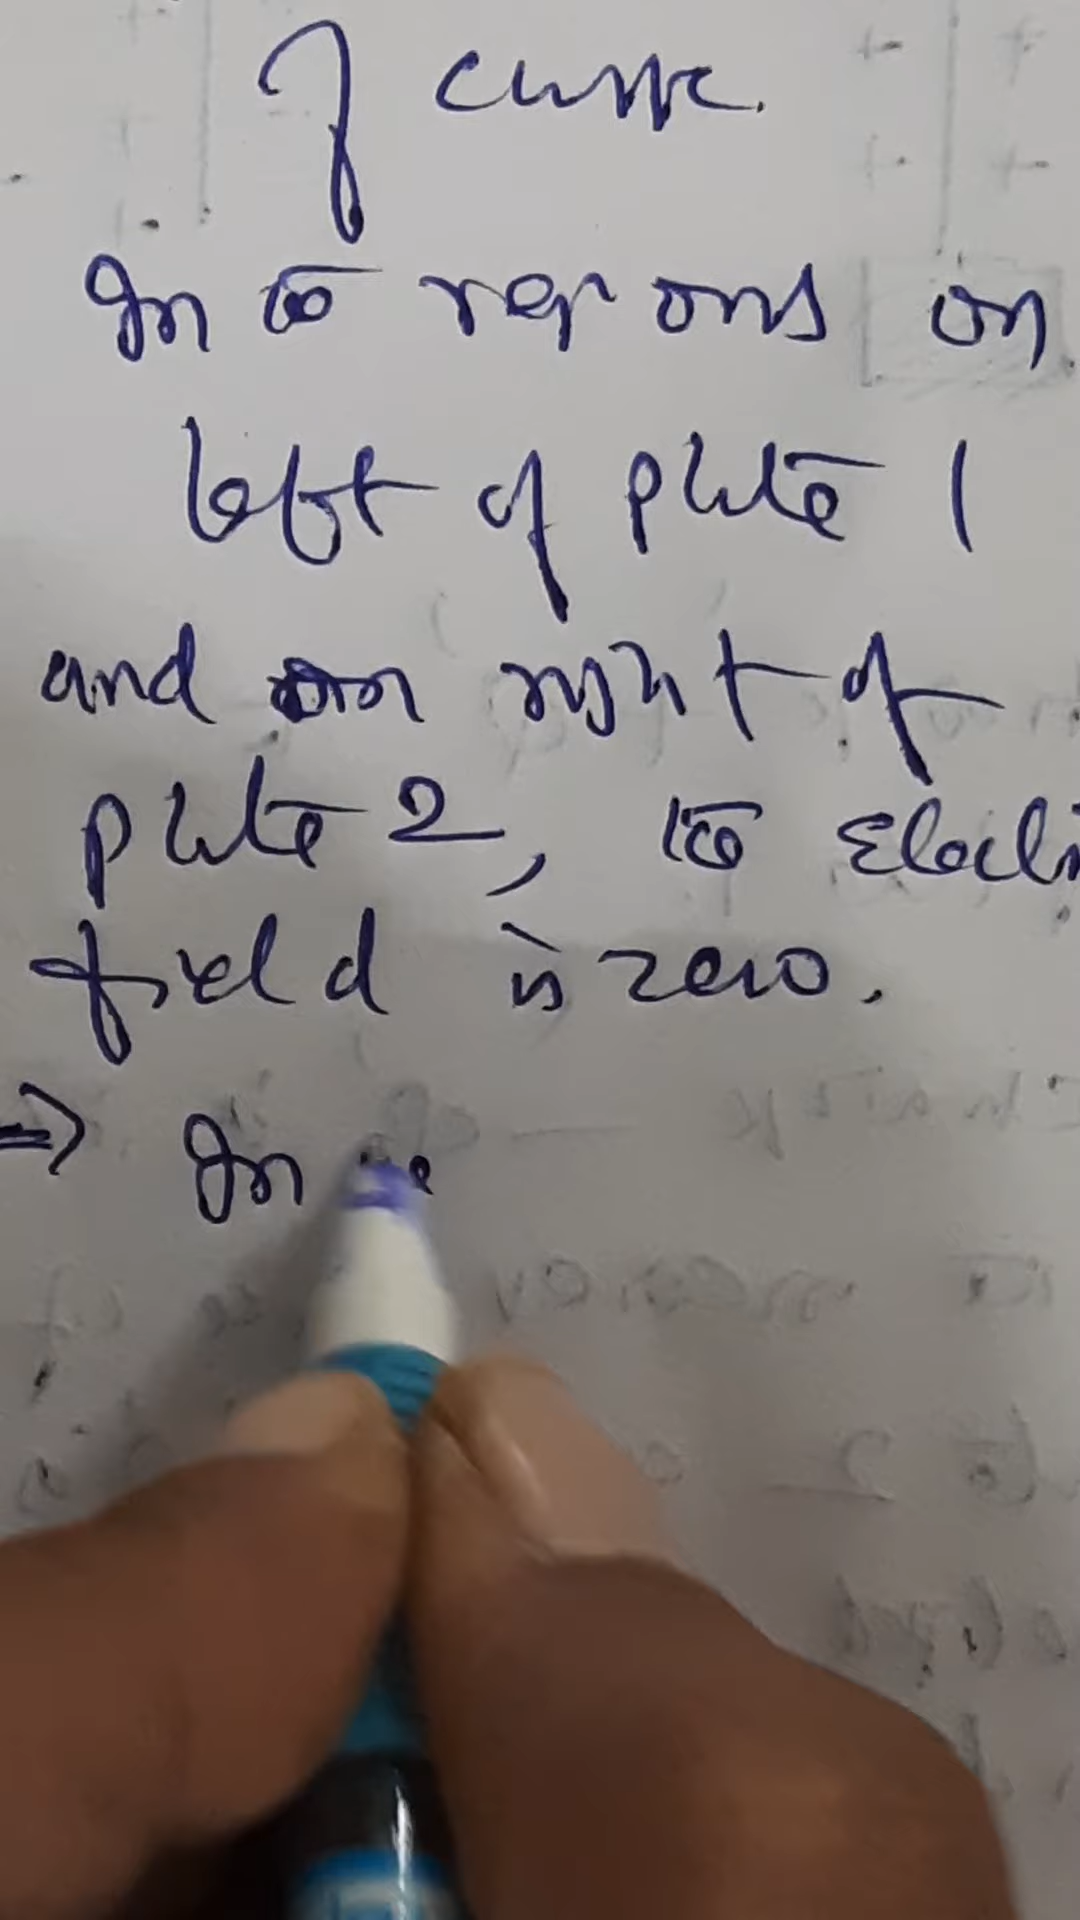 of curve.
In the regions on
left of plate 1
and on right of
plate 2, the Electri
field is zero.
⇒ In